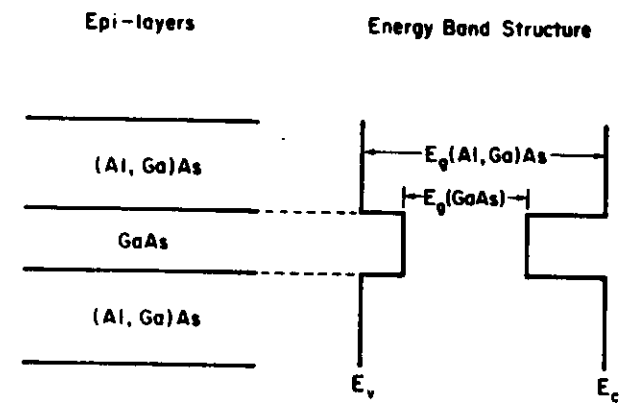 Epi-layers
Energy Band Structure
(Al, Ga)As
Eg(Al, Ga)As
Eg(GaAs)
GaAs
(Al, Ga)As
Ev
Ec